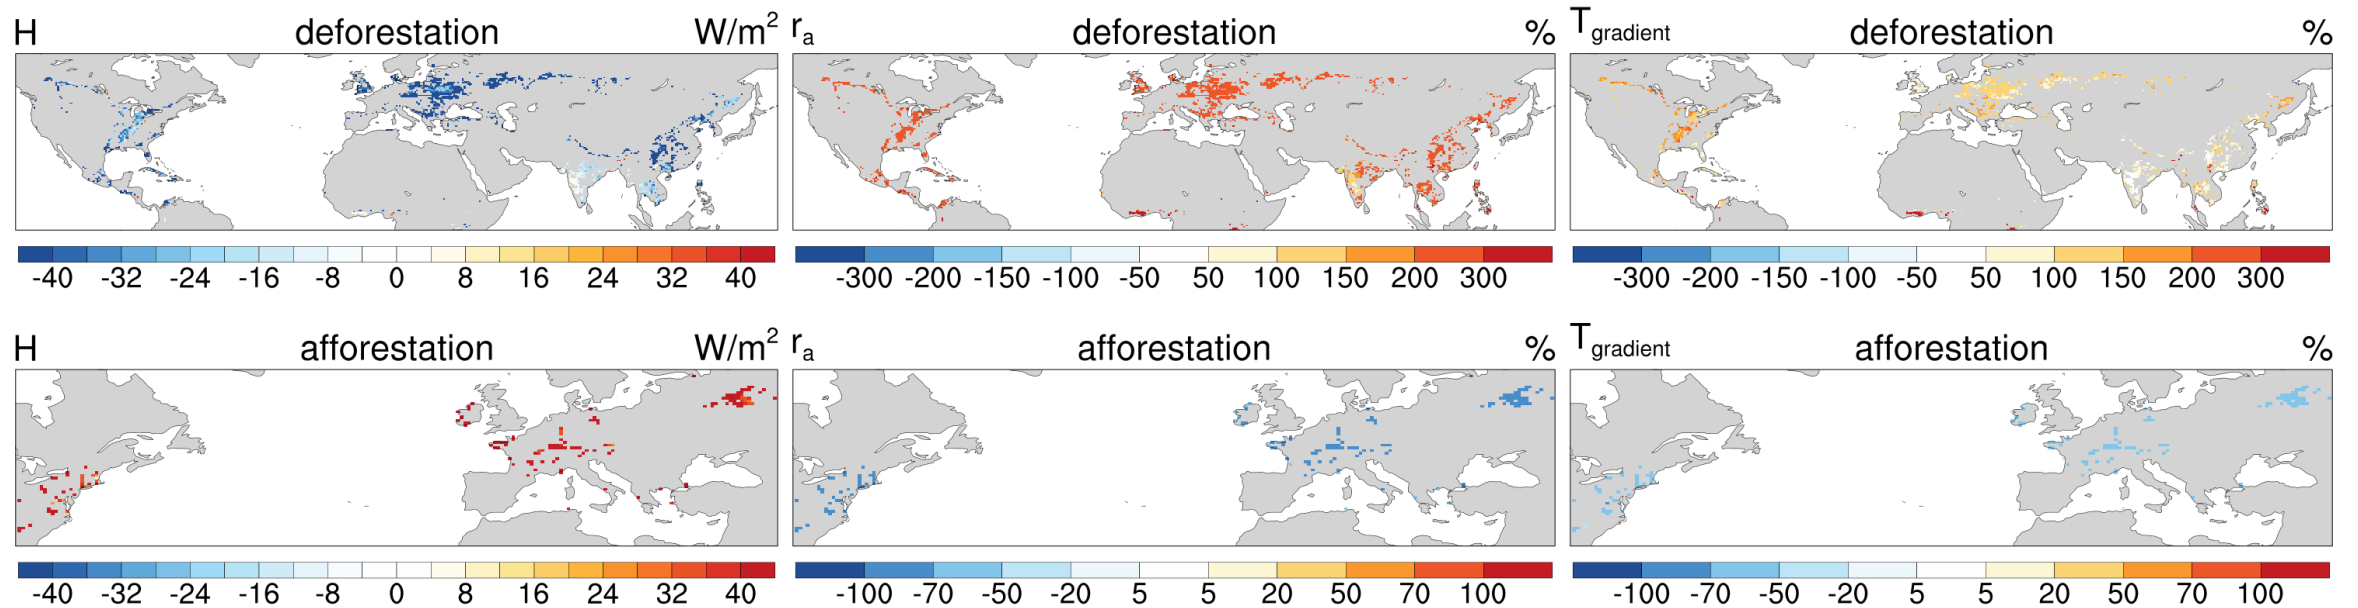 H deforestation W/m²
rₐ deforestation %
T gradient deforestation %
-40 -32 -24 -16 -8 0 8 16 24 32 40
-300 -200 -150 -100 -50 50 100 150 200 300
-300 -200 -150 -100 -50 50 100 150 200 300
H afforestation W/m²
rₐ afforestation %
T gradient afforestation %
-40 -32 -24 -16 -8 0 8 16 24 32 40
-100 -70 -50 -20 5 5 20 50 70 100
-100 -70 -50 -20 5 5 20 50 70 100